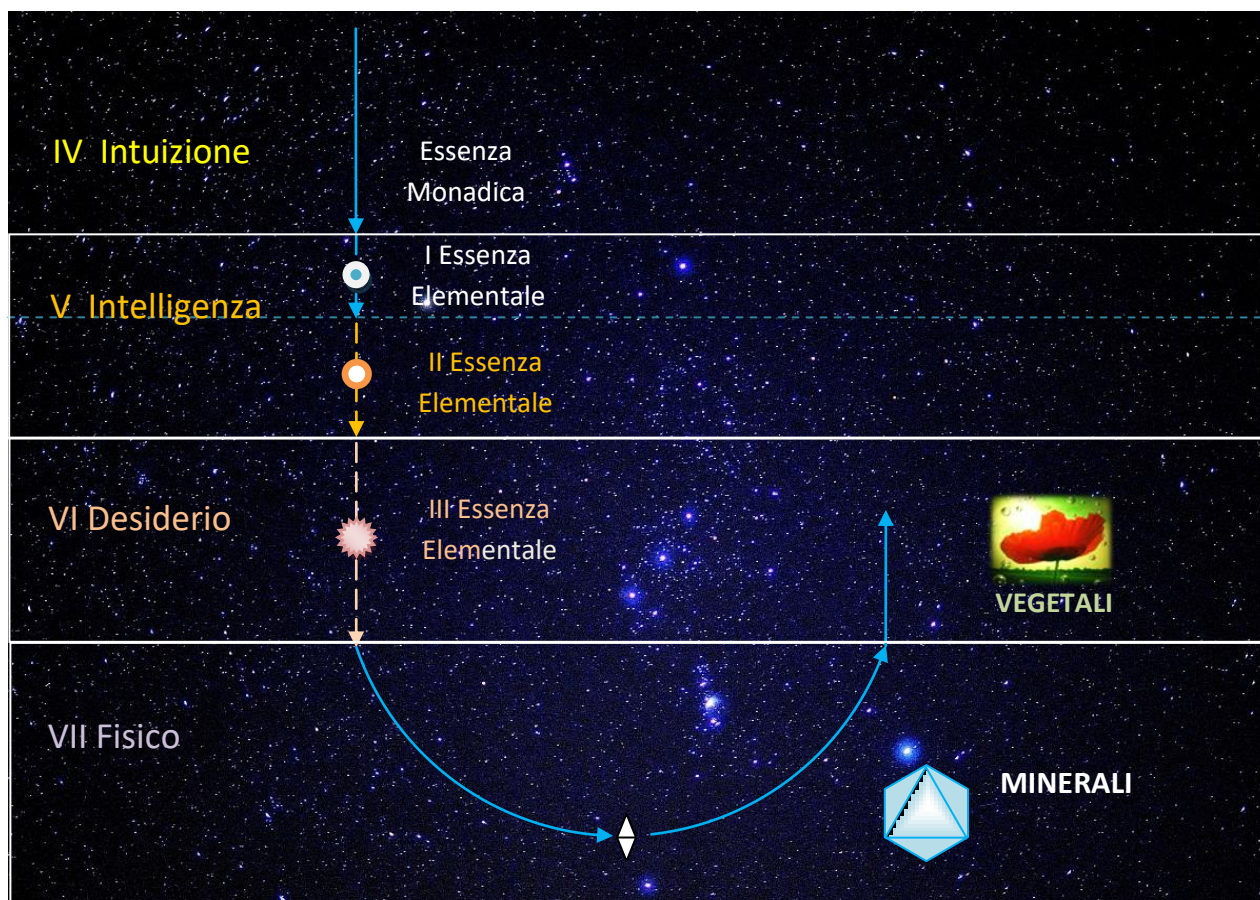 IV Intuizione
Essenza
Monadica
I Essenza
Elementale
V Intelligenza
II Essenza
Elementale
VI Desiderio
III Essenza
Elementale
VEGETALI
VII Fisico
MINERALI